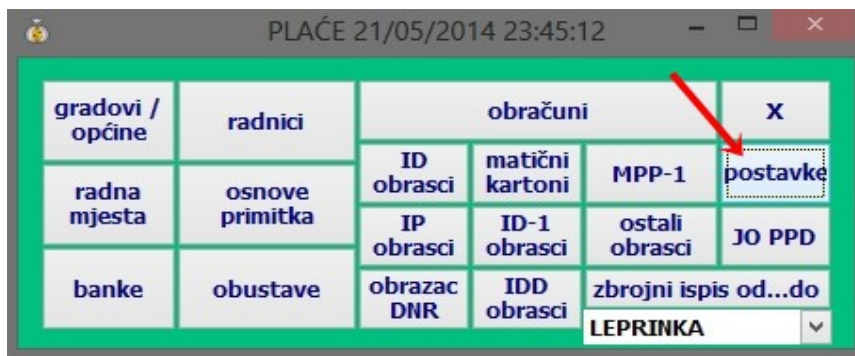 PLAĆE 21/05/2014 23:45:12
gradovi /
općine
radnici
obračuni
X
ID
obrasci
matični
kartoni
MPP-1
postavke
radna
mjesta
osnove
primitka
IP
obrasci
ID-1
obrasci
ostali
obrasci
JO PPD
banke
obustave
obrazac
DNR
IDD
obrasci
zbrojni ispis od...do
LEPRINKA